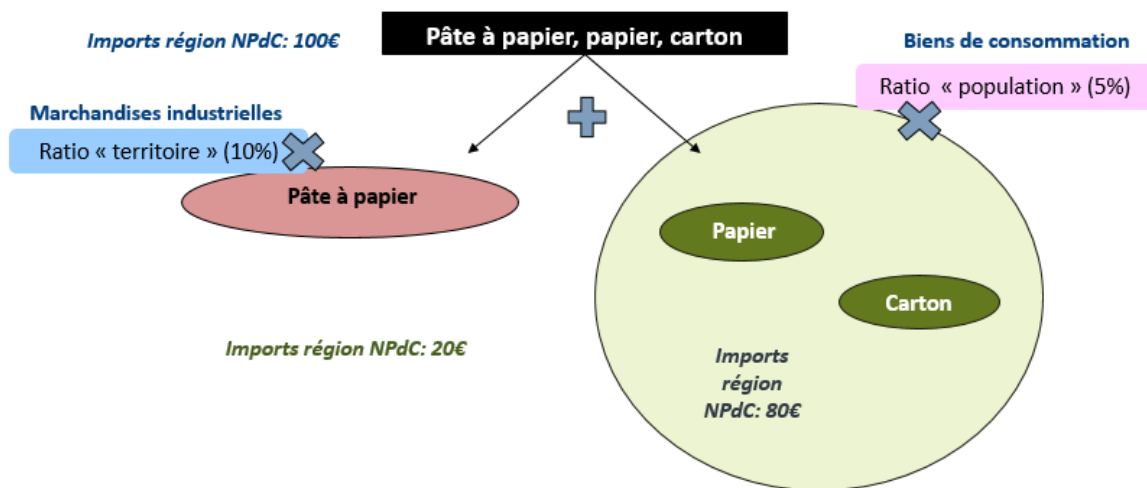 Imports région NPdC: 100€
Pâte à papier, papier, carton
Biens de consommation
Ratio « population » (5%)
Marchandises industrielles
Ratio « territoire » (10%)
Pâte à papier
Papier
Carton
Imports région NPdC: 20€
Imports
région
NPdC: 80€